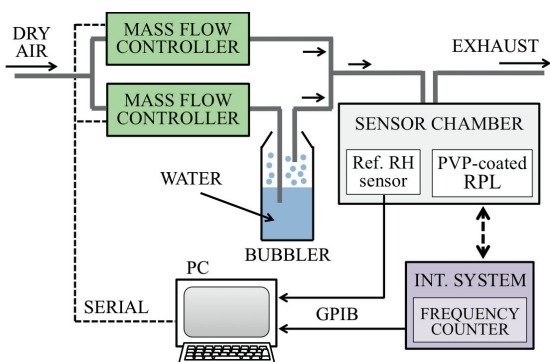 DRY
AIR
MASS FLOW
CONTROLLER
MASS FLOW
CONTROLLER
EXHAUST
SENSOR CHAMBER
Ref. RH
sensor
PVP-coated
RPL
WATER
BUBBLER
PC
INT. SYSTEM
FREQUENCY
COUNTER
SERIAL
GPIB